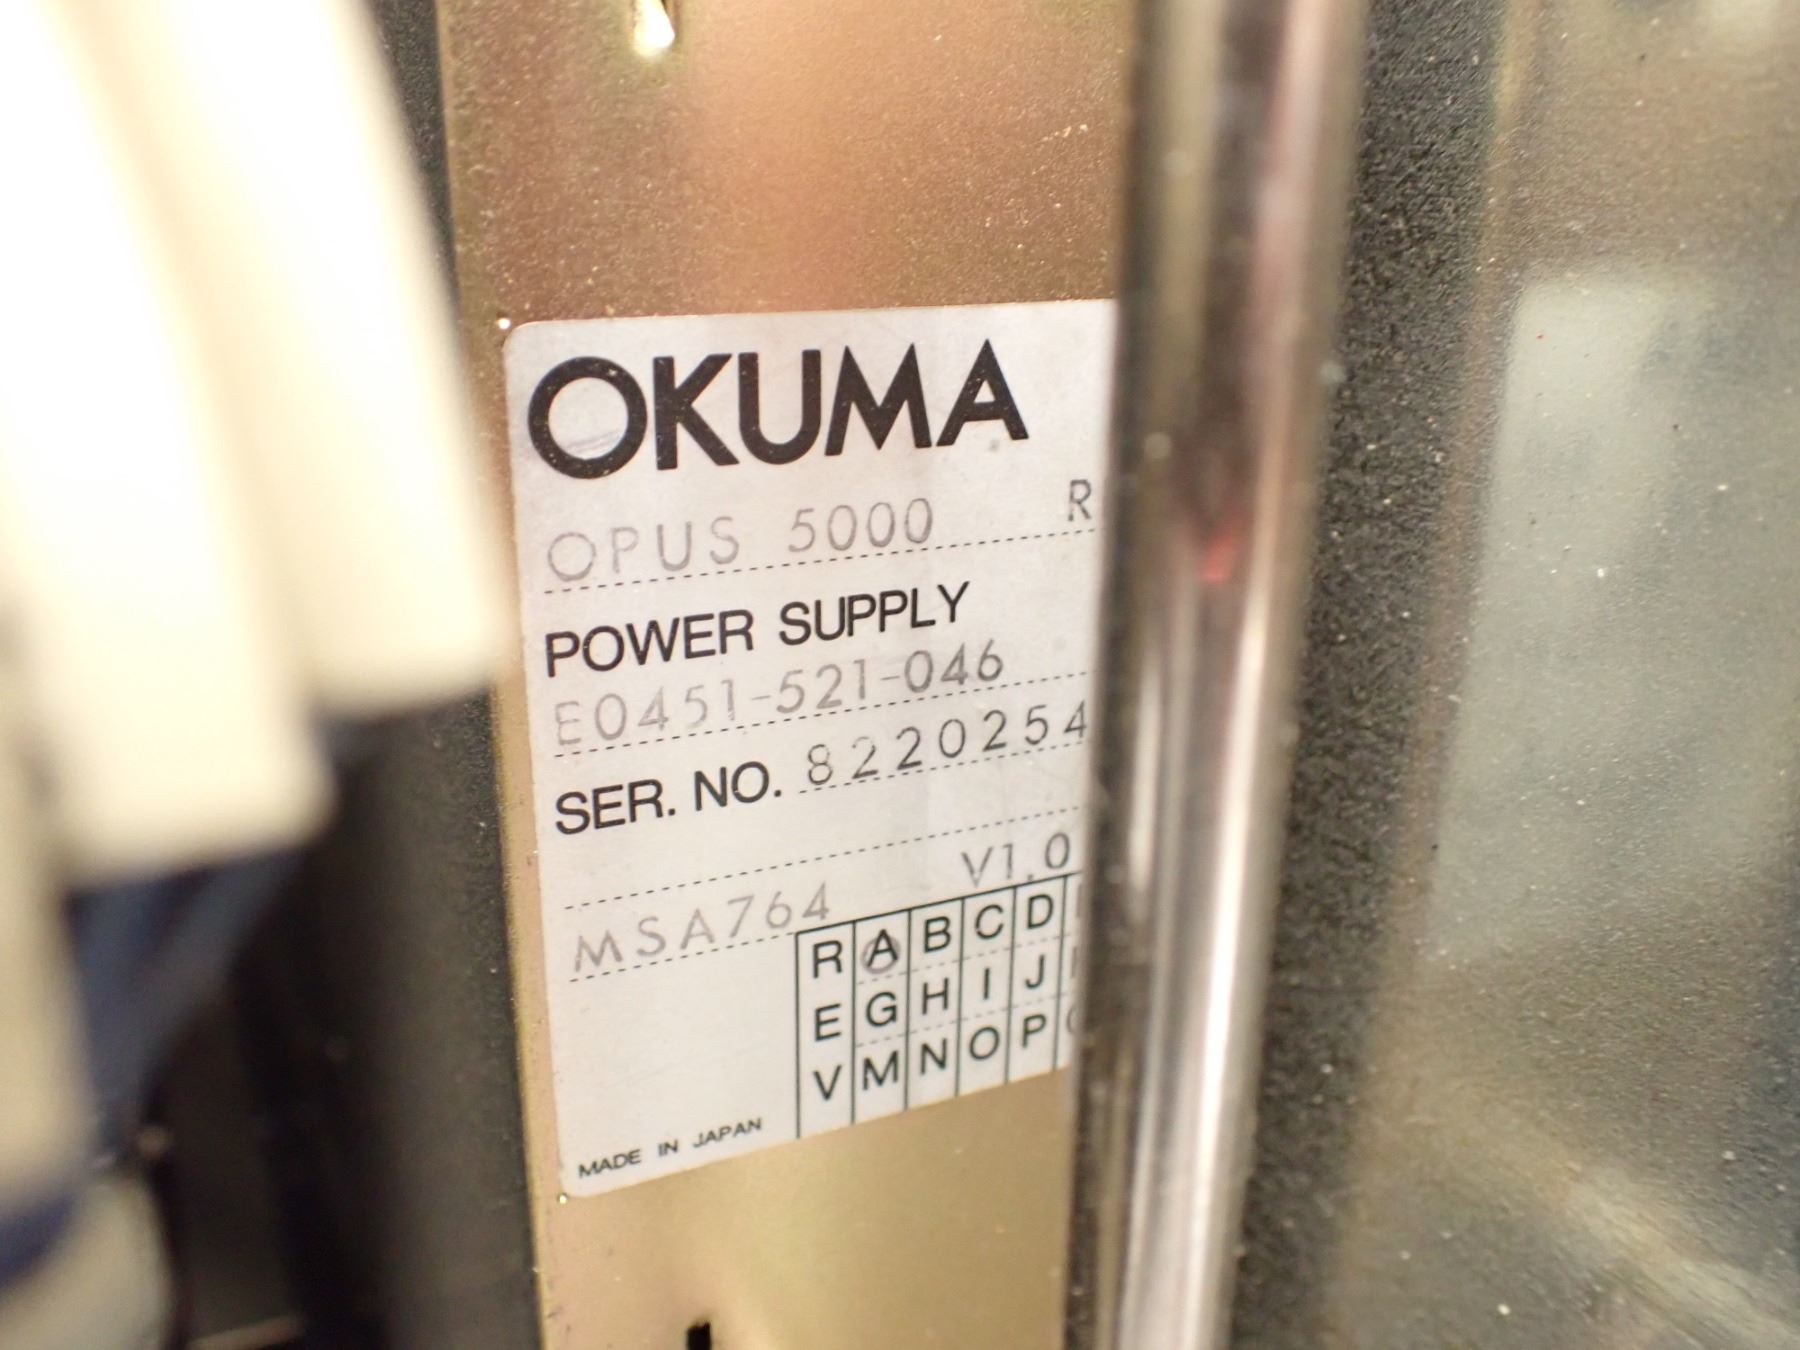 OKUMA
OPUS 5000 R
POWER SUPPLY
E0451-521-046
SER. NO. 8220254
V1.0
MSA764
R A B C D
E G H I J
V M N O P
MADE IN JAPAN